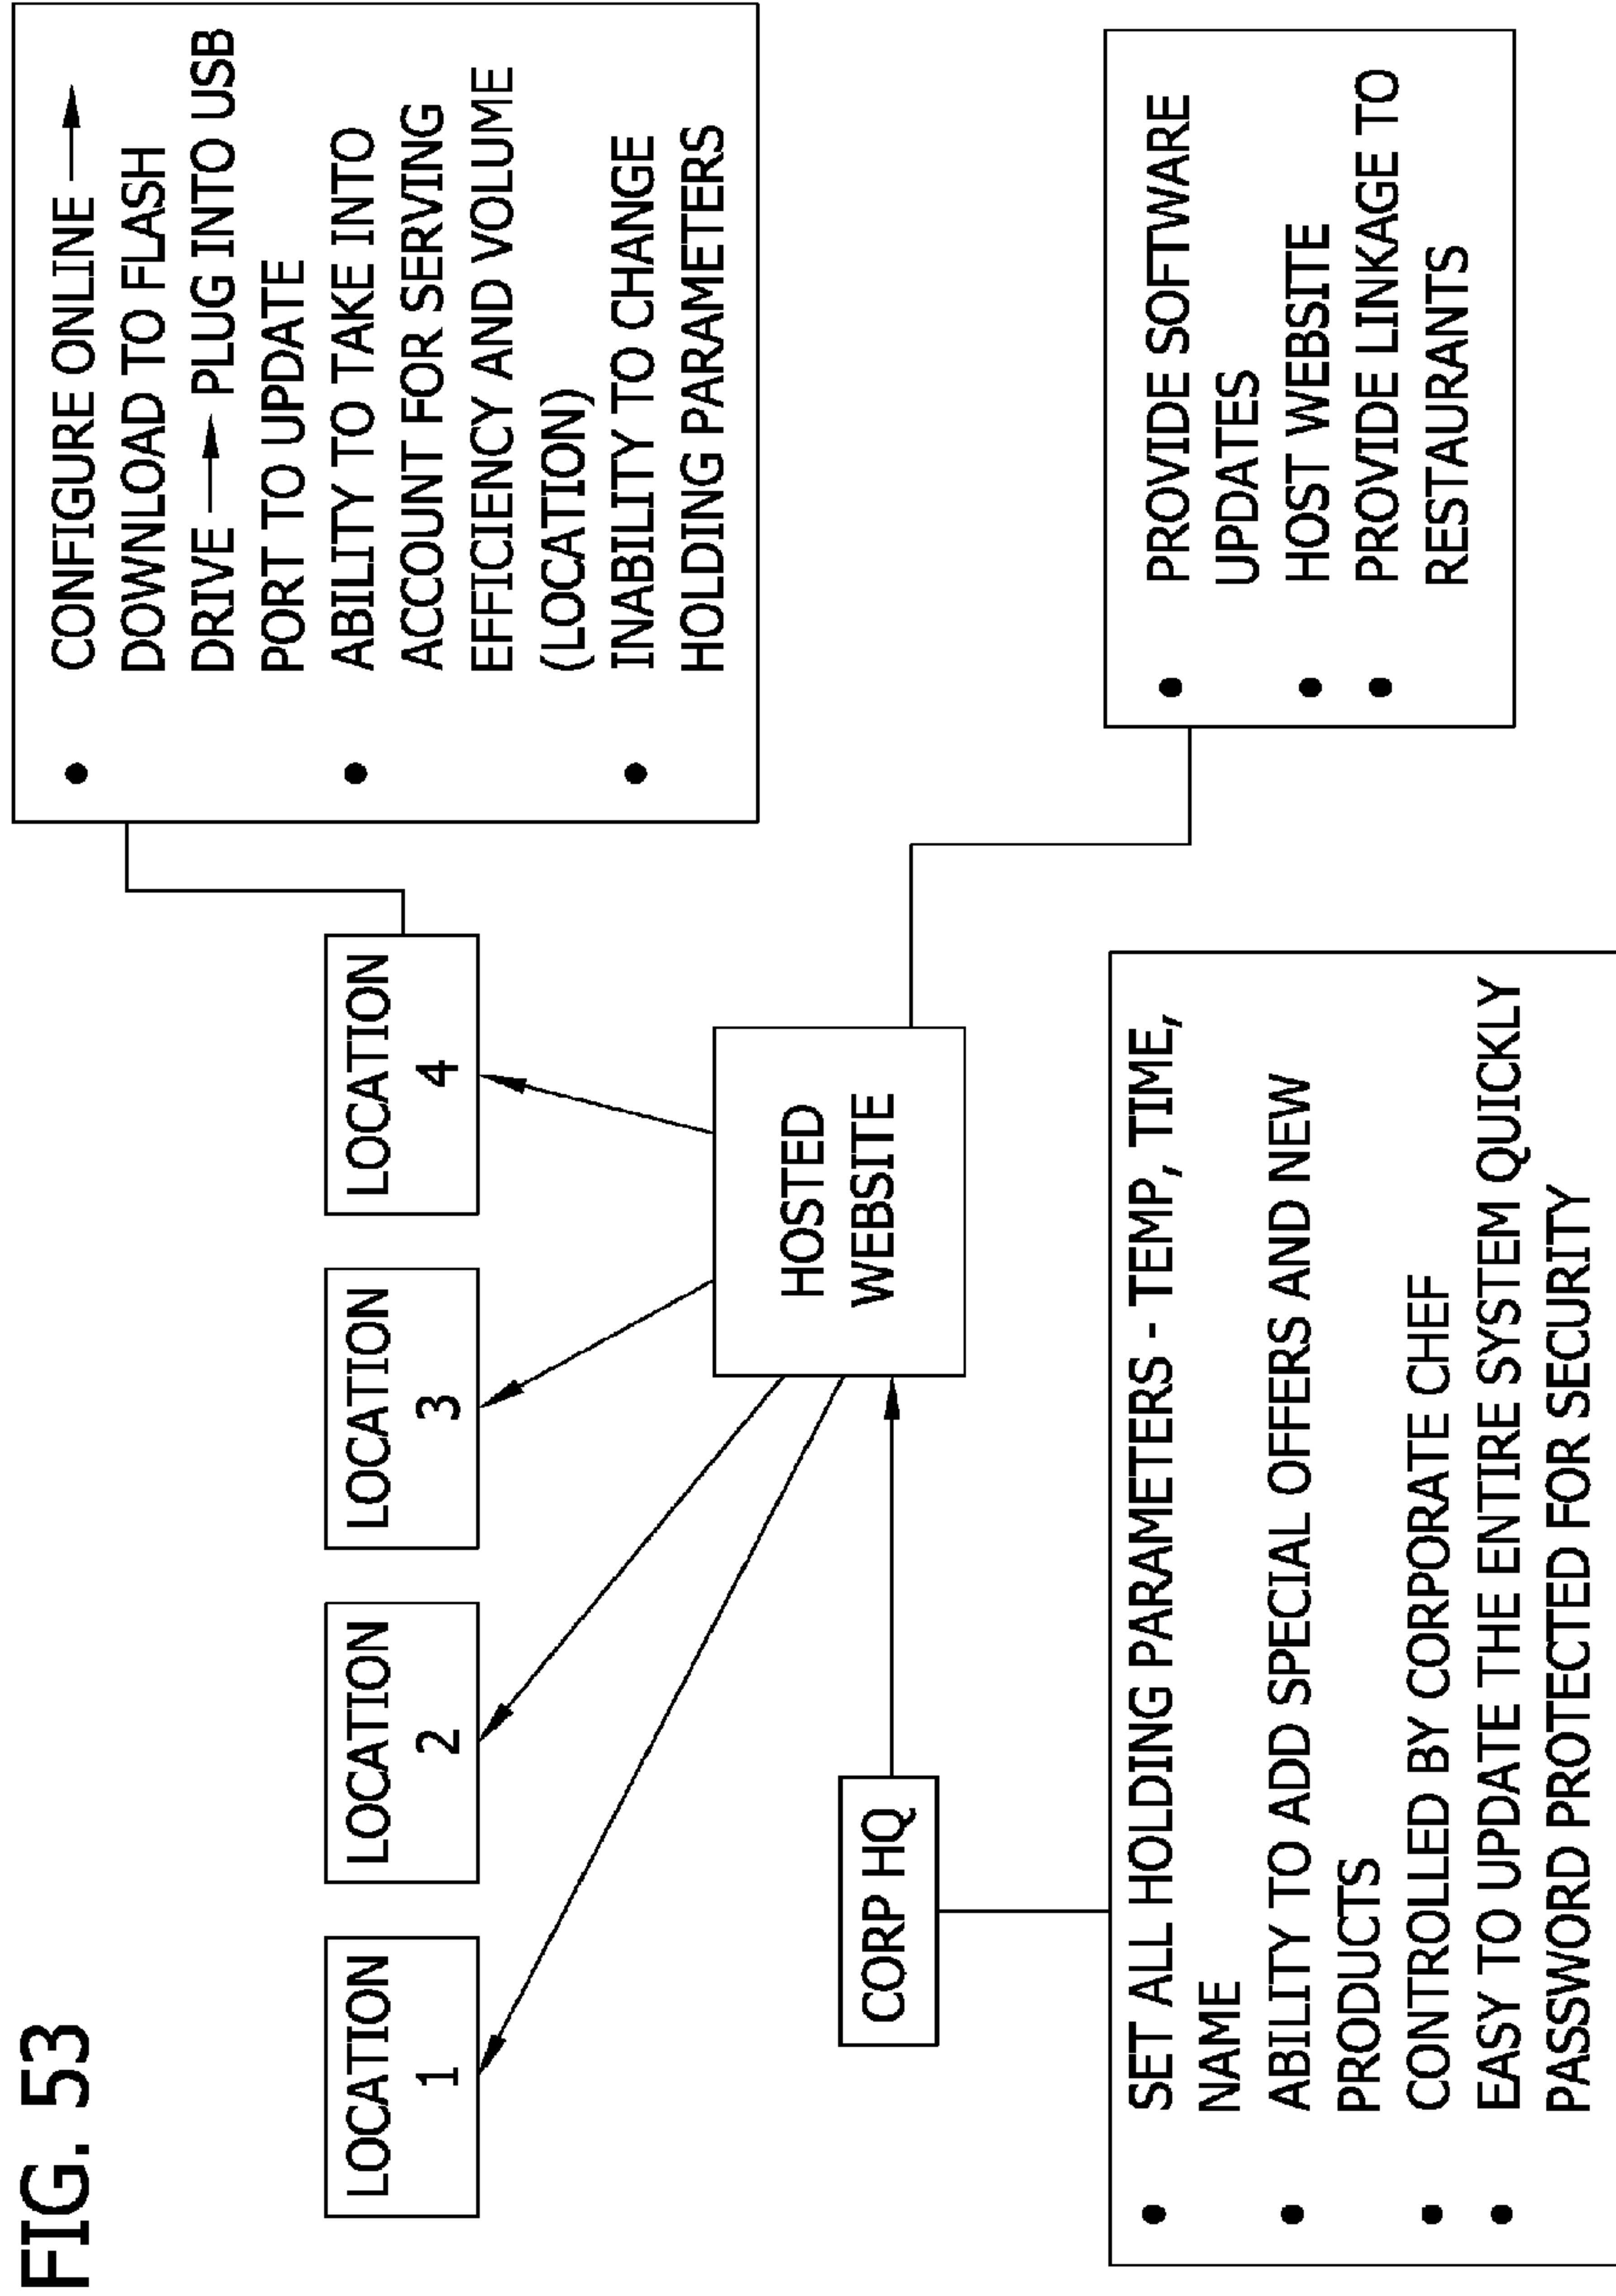 FIG. 53
LOCATION
1
LOCATION
2
LOCATION
3
LOCATION
4
• CONFIGURE ONLINE →
DOWNLOAD TO FLASH
DRIVE → PLUG INTO USB
PORT TO UPDATE
• ABILITY TO TAKE INTO
ACCOUNT FOR SERVING
EFFICIENCY AND VOLUME
(LOCATION)
• INABILITY TO CHANGE
HOLDING PARAMETERS
CORP HQ
HOSTED
WEBSITE
• PROVIDE SOFTWARE
UPDATES
• HOST WEBSITE
• PROVIDE LINKAGE TO
RESTAURANTS
• SET ALL HOLDING PARAMETERS - TEMP, TIME,
NAME
• ABILITY TO ADD SPECIAL OFFERS AND NEW
PRODUCTS
• CONTROLLED BY CORPORATE CHEF
• EASY TO UPDATE THE ENTIRE SYSTEM QUICKLY
PASSWORD PROTECTED FOR SECURITY